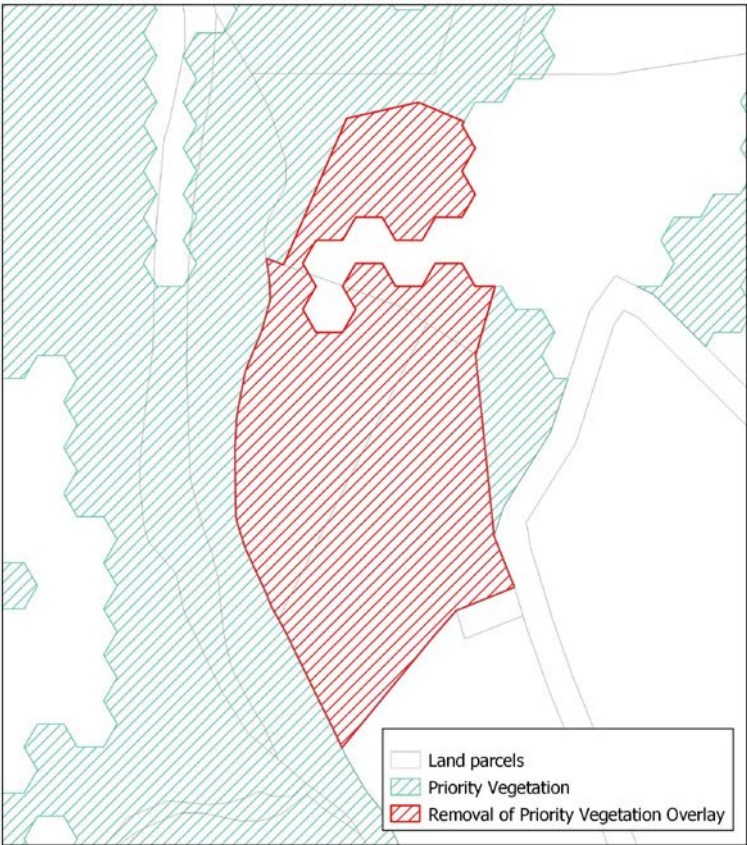 Land parcels
Priority Vegetation
Removal of Priority Vegetation Overlay